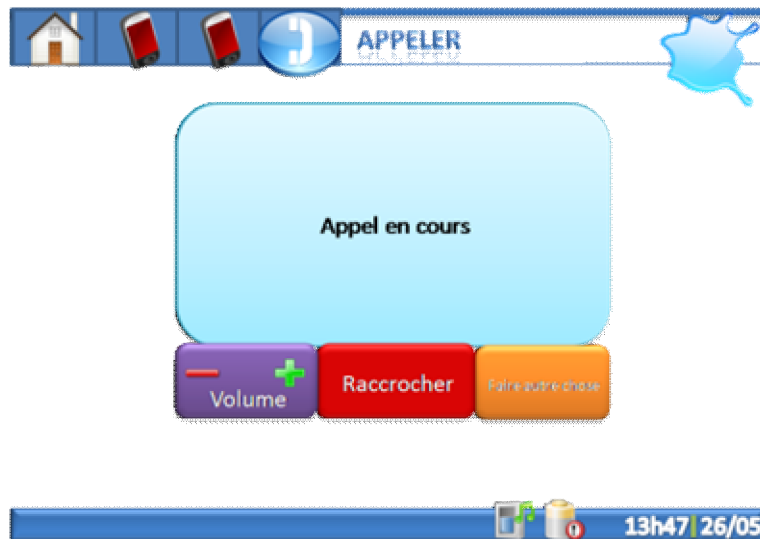 APPELER
Appel en cours
Volume
Raccrocher
Faire autre chose
13h47 26/05